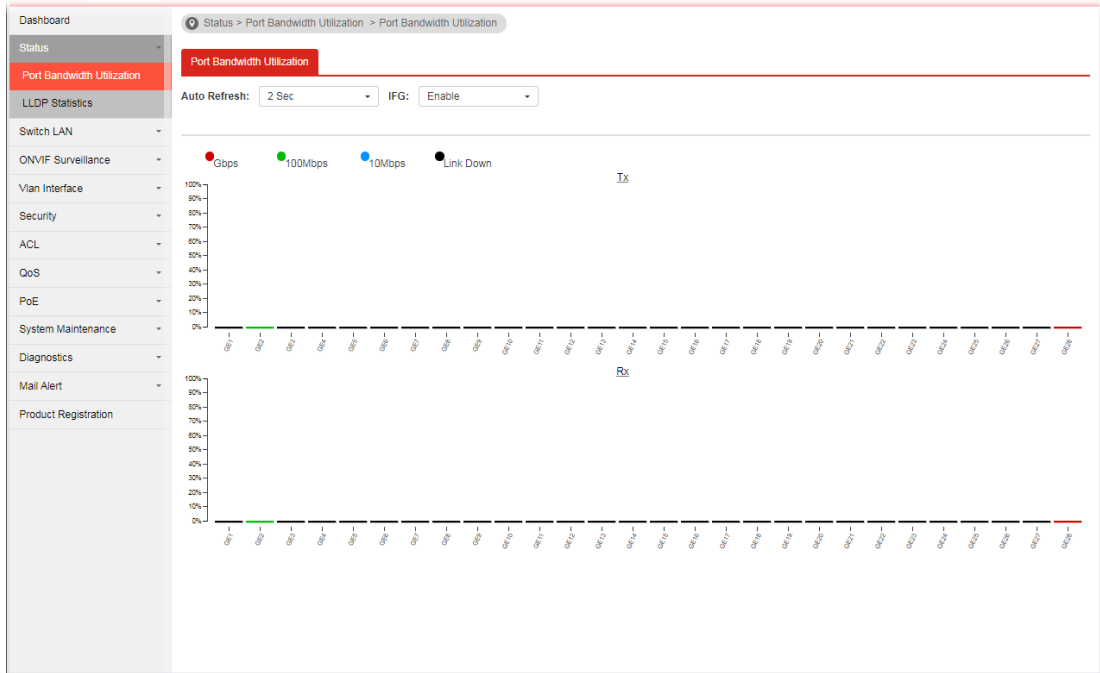 Dashboard
Status
Port Bandwidth Utilization
LLDP Statistics
Switch LAN
ONVIF Surveillance
Vlan Interface
Security
ACL
QoS
PoE
System Maintenance
Diagnostics
Mail Alert
Product Registration
Status > Port Bandwidth Utilization > Port Bandwidth Utilization
Port Bandwidth Utilization
Auto Refresh: 2 Sec IFG: Enable
Gbps 100Mbps 10Mbps Link Down
Tx
100%
90%
80%
70%
60%
50%
40%
30%
20%
10%
0%
GE1 GE2 GE3 GE4 GE5 GE6 GE7 GE8 GE9 GE10 GE11 GE12 GE13 GE14 GE15 GE16 GE17 GE18 GE19 GE20 GE21 GE22 GE23 GE24 GE25 GE26 GE27 GE28
Rx
100%
90%
80%
70%
60%
50%
40%
30%
20%
10%
0%
GE1 GE2 GE3 GE4 GE5 GE6 GE7 GE8 GE9 GE10 GE11 GE12 GE13 GE14 GE15 GE16 GE17 GE18 GE19 GE20 GE21 GE22 GE23 GE24 GE25 GE26 GE27 GE28